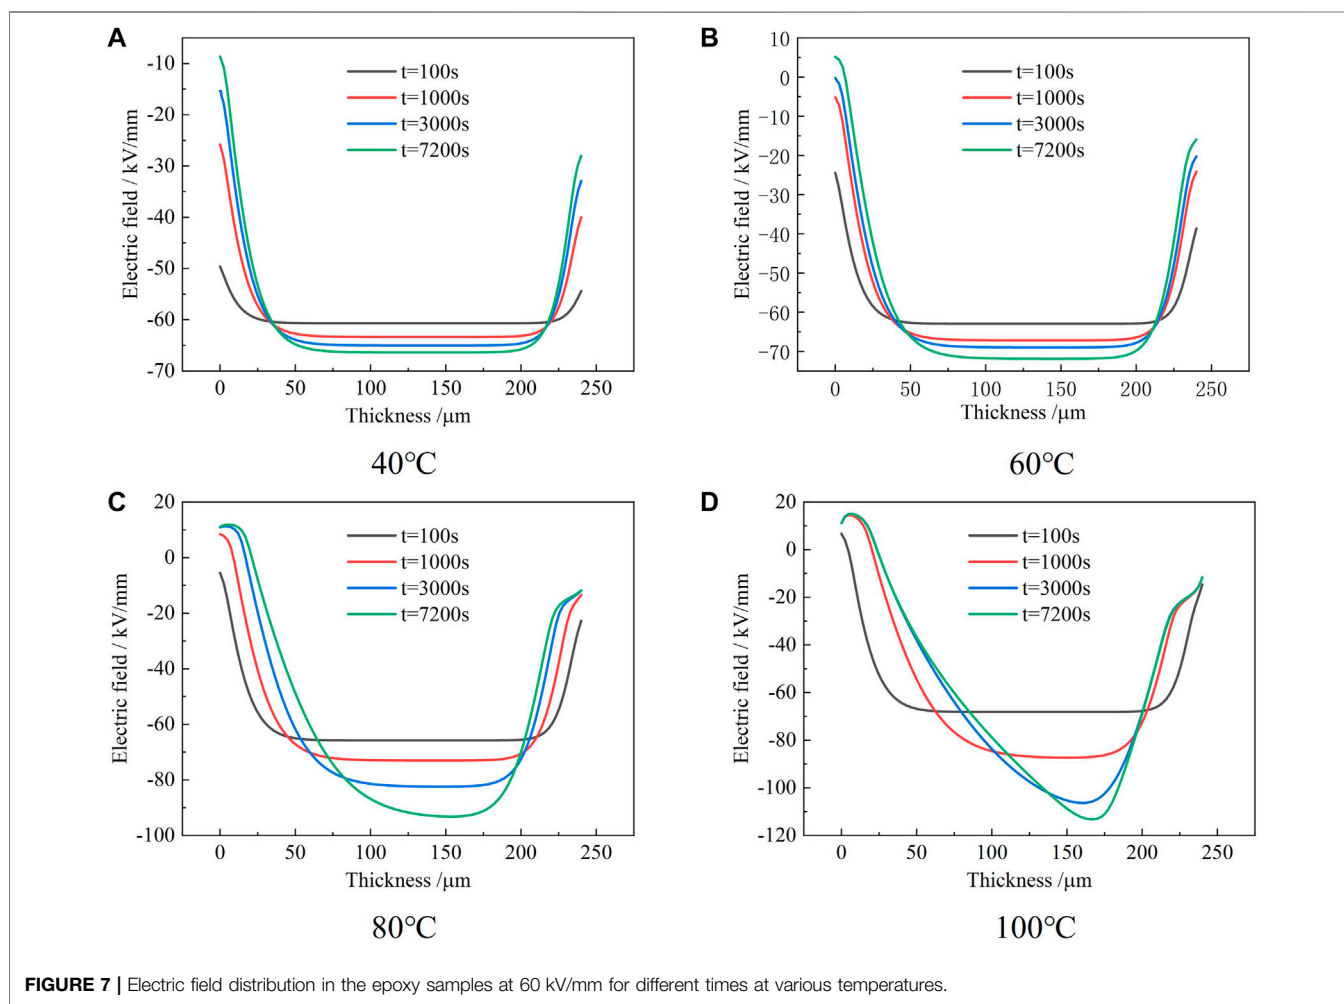 A
-10
-20
-30
-40
-50
-60
-70
Electric field / kV/mm
t=100s
t=1000s
t=3000s
t=7200s
0 50 100 150 200 250
Thickness /μm
40℃
B
10
0
-10
-20
-30
-40
-50
-60
-70
Electric field / kV/mm
t=100s
t=1000s
t=3000s
t=7200s
0 50 100 150 200 250
Thickness /μm
60℃
C
20
0
-20
-40
-60
-80
-100
Electric field / kV/mm
t=100s
t=1000s
t=3000s
t=7200s
0 50 100 150 200 250
Thickness /μm
80℃
D
20
0
-20
-40
-60
-80
-100
-120
Electric field / kV/mm
t=100s
t=1000s
t=3000s
t=7200s
0 50 100 150 200 250
Thickness /μm
100℃
FIGURE 7 | Electric field distribution in the epoxy samples at 60 kV/mm for different times at various temperatures.